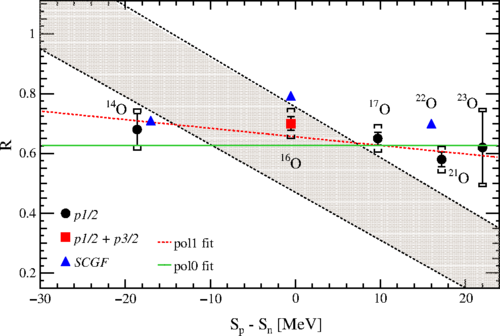 1
0.8
0.6
0.4
0.2
R
¹⁴O
¹⁶O
¹⁷O
²²O
²³O
²¹O
p1/2
p1/2 + p3/2
SCGF
pol1 fit
pol0 fit
-30 -20 -10 0 10 20
Sₚ - Sₙ [MeV]